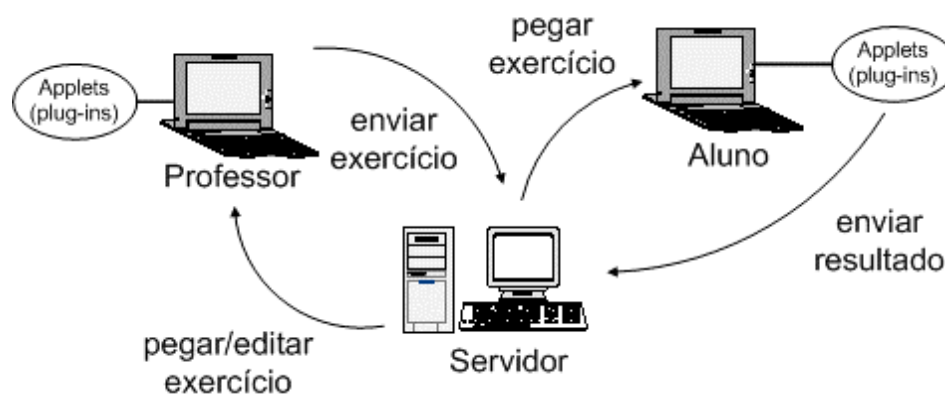 Applets
(plug-ins)
Professor
enviar
exercício
pegar
exercício
Aluno
Applets
(plug-ins)
enviar
resultado
Servidor
pegar/editar
exercício